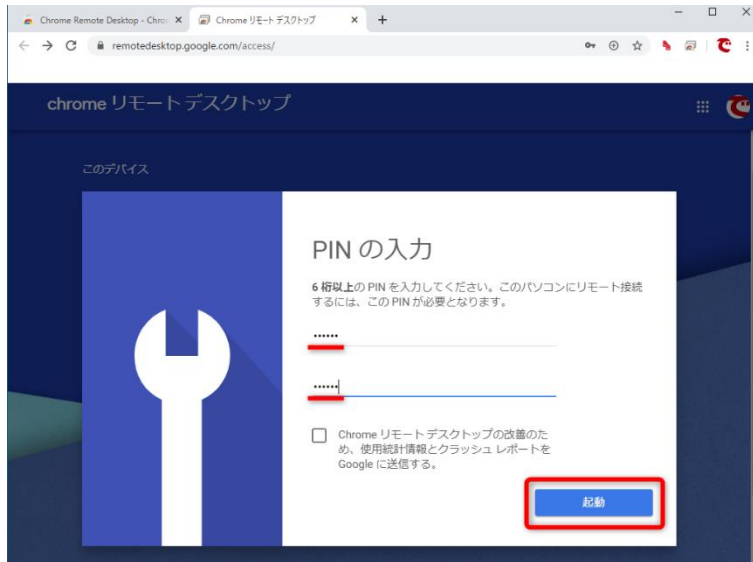 Chrome Remote Desktop - Chro
Chrome リモート デスクトップ
remotedesktop.google.com/access/
chrome リモート デスクトップ
このデバイス
PIN の入力
6 桁以上の PIN を入力してください。このパソコンにリモート接続
するには、この PIN が必要となります。
••••••
••••••
Chrome リモート デスクトップの改善のた
め、使用統計情報とクラッシュ レポートを
Google に送信する。
起動